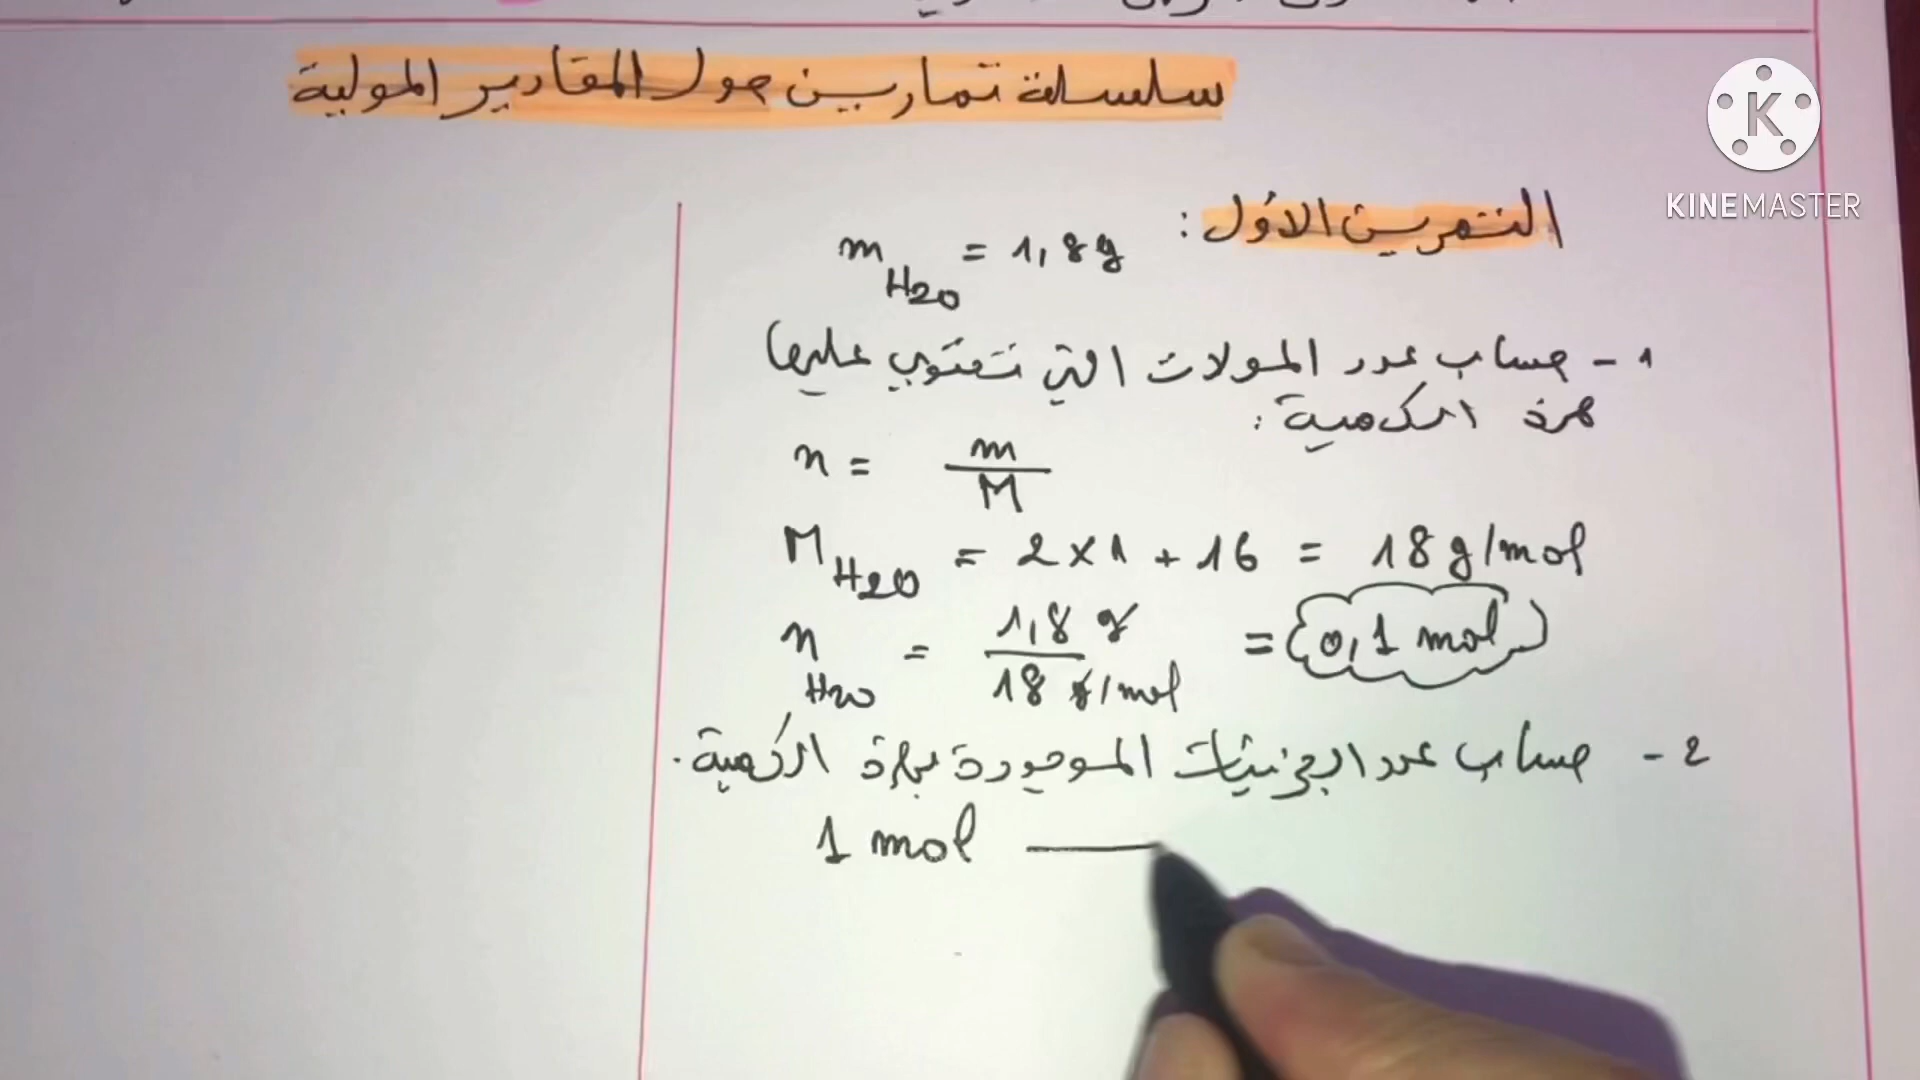 سلسلة تمارين حول المقادير المولية
K
KINEMASTER
التمرين الأول :
m H2O = 1,8g
1 - حساب عدد المولات التي تحتوي عليها
هذه الكمية :
n = m / M
M H2O = 2 x 1 + 16 = 18 g/mol
n H2O = 1,8 g / 18 g/mol = 0,1 mol
2 - حساب عدد الجزيئات الموجودة بهذه الكمية .
1 mol